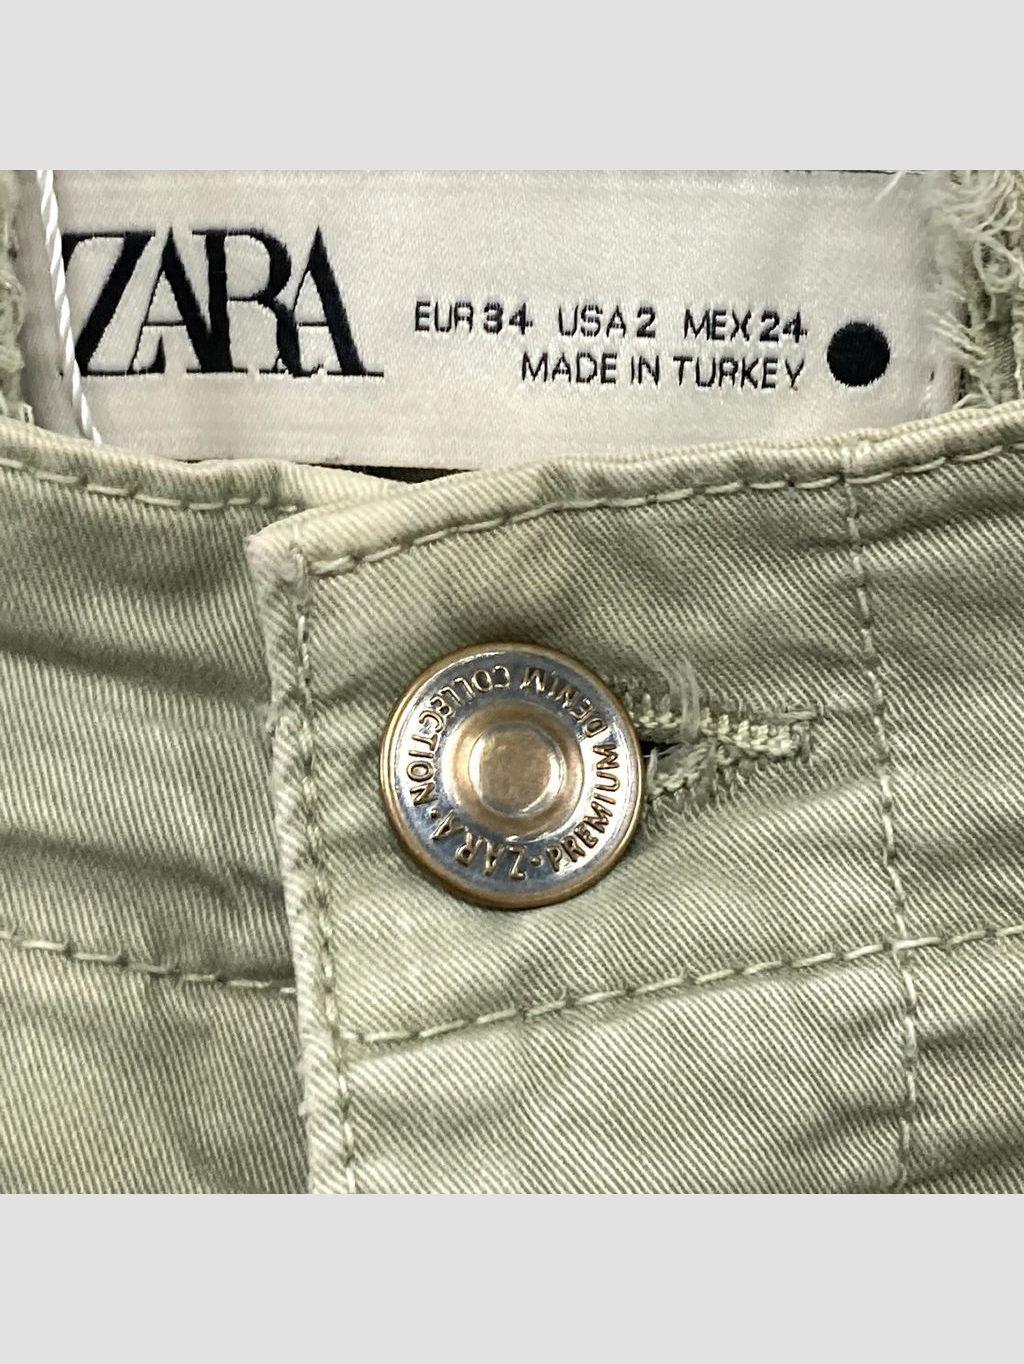 ZARA
EUR 34 USA 2 MEX 24
MADE IN TURKEY
ZARA · PREMIUM DENIM COLLECTION ·